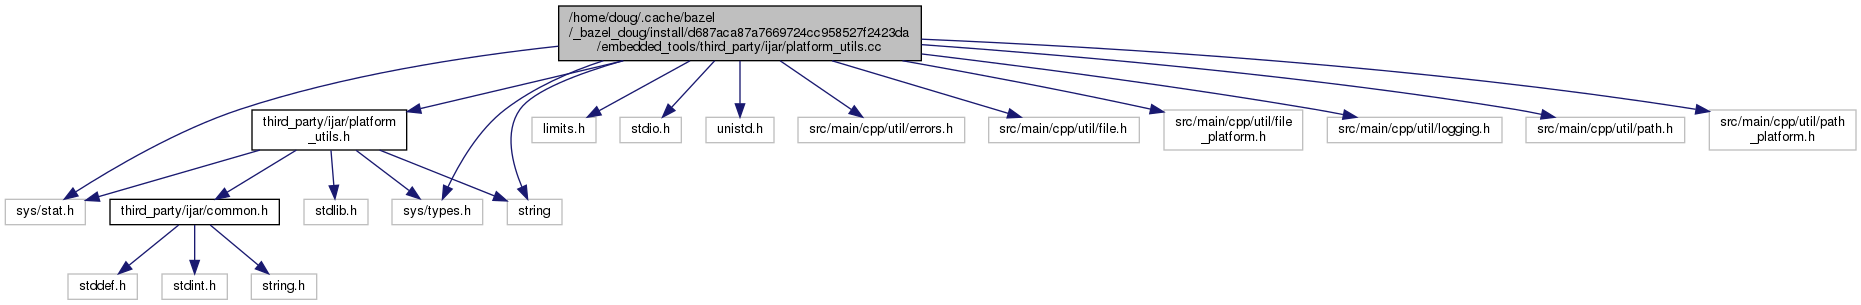 /home/doug/.cache/bazel
/_bazel_doug/install/d687aca87a7669724cc958527f2423da
/embedded_tools/third_party/ijar/platform_utils.cc
third_party/ijar/platform
_utils.h
limits.h
stdio.h
unistd.h
src/main/cpp/util/errors.h
src/main/cpp/util/file.h
src/main/cpp/util/file
_platform.h
src/main/cpp/util/logging.h
src/main/cpp/util/path.h
src/main/cpp/util/path
_platform.h
sys/stat.h
third_party/ijar/common.h
stdlib.h
sys/types.h
string
stddef.h
stdint.h
string.h